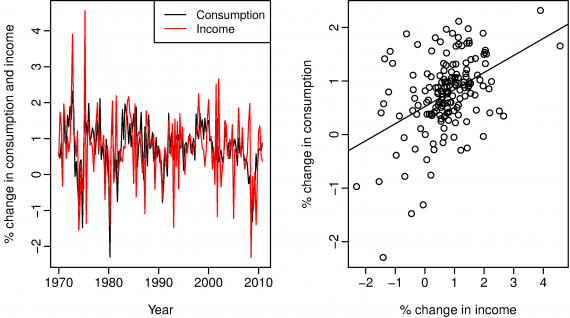 % change in consumption and income
4
3
2
1
0
−1
−2
Consumption
Income
1970 1980 1990 2000 2010
Year
% change in consumption
2
1
0
−1
−2
−2 −1 0 1 2 3 4
% change in income